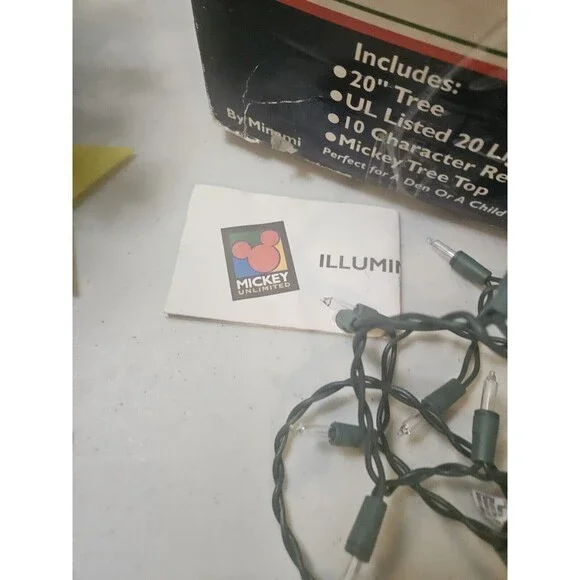 Includes:
•20" Tree
•UL Listed 20 Li
•10 Character Re
•Mickey Tree Top
Perfect for A Den Or A Child
By Minami
MICKEY
UNLIMITED
ILLUMIN